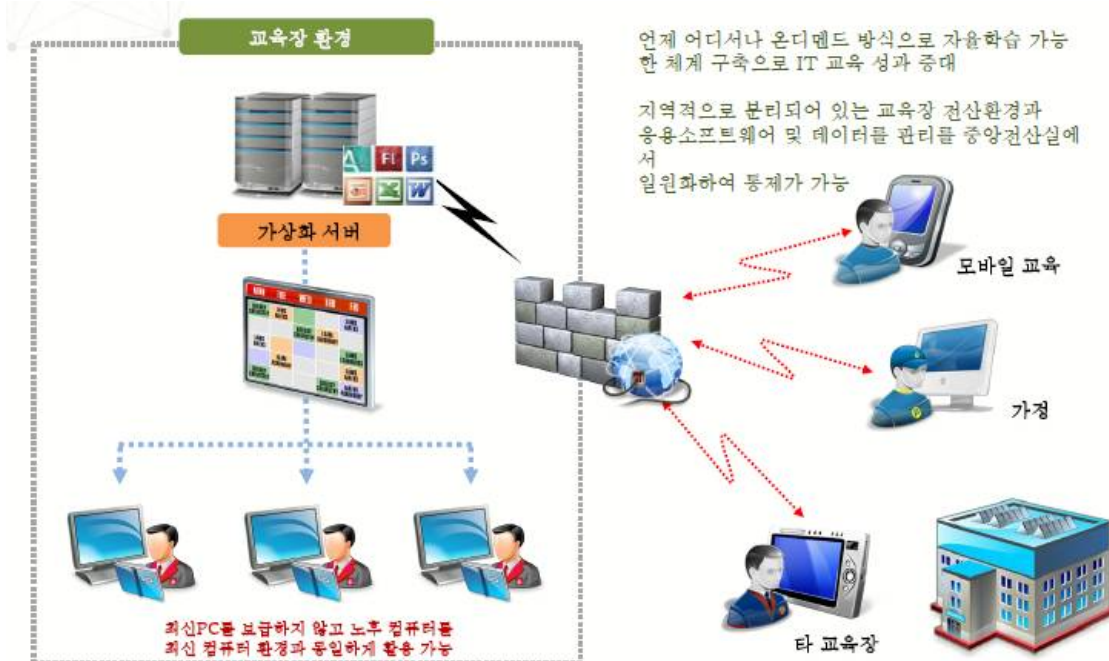 교육장 환경
언제 어디서나 온디멘드 방식으로 자율학습 가능
한 체계 구축으로 IT 교육 성과 증대
지역적으로 분리되어 있는 교육장 전산환경과
응용소프트웨어 및 데이터를 관리를 중앙전산실에
서
일원화하여 통제가 가능
Fl Ps
W
가상화 서버
모바일 교육
가정
타 교육장
최신PC를 보급하지 않고 노후 컴퓨터를
최신 컴퓨터 환경과 동일하게 활용 가능